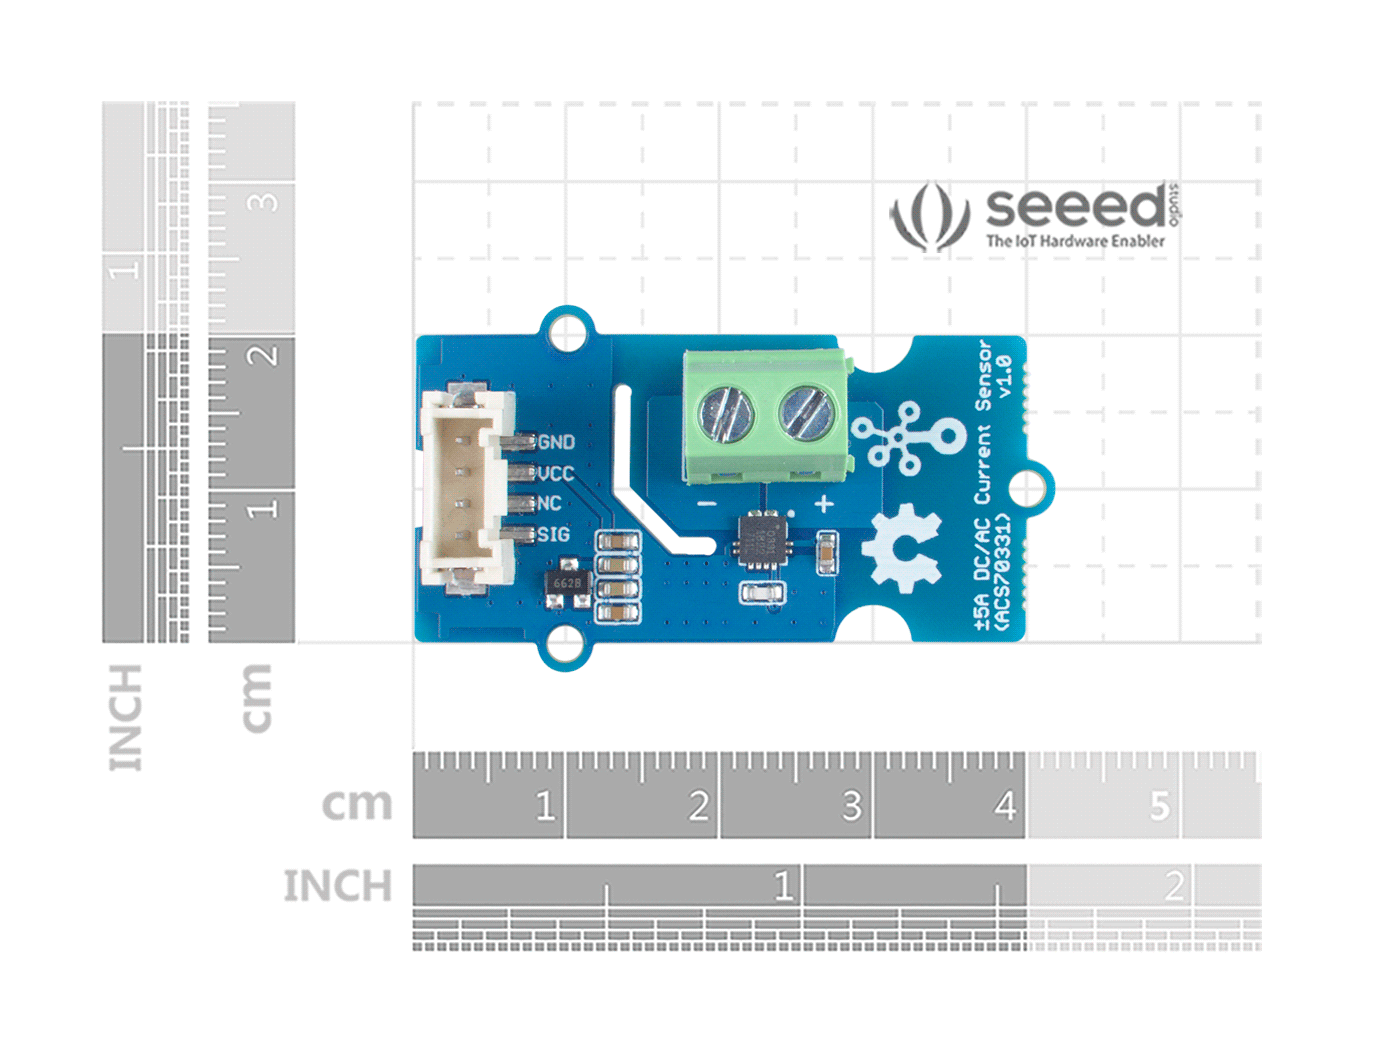 seeed
studio
The IoT Hardware Enabler
1
INCH
3
2
1
cm
GND
VCC
NC
SIG
662B
- +
±5A DC/AC Current Sensor
(ACS70331) v1.0
cm 1 2 3 4 5
INCH 1 2